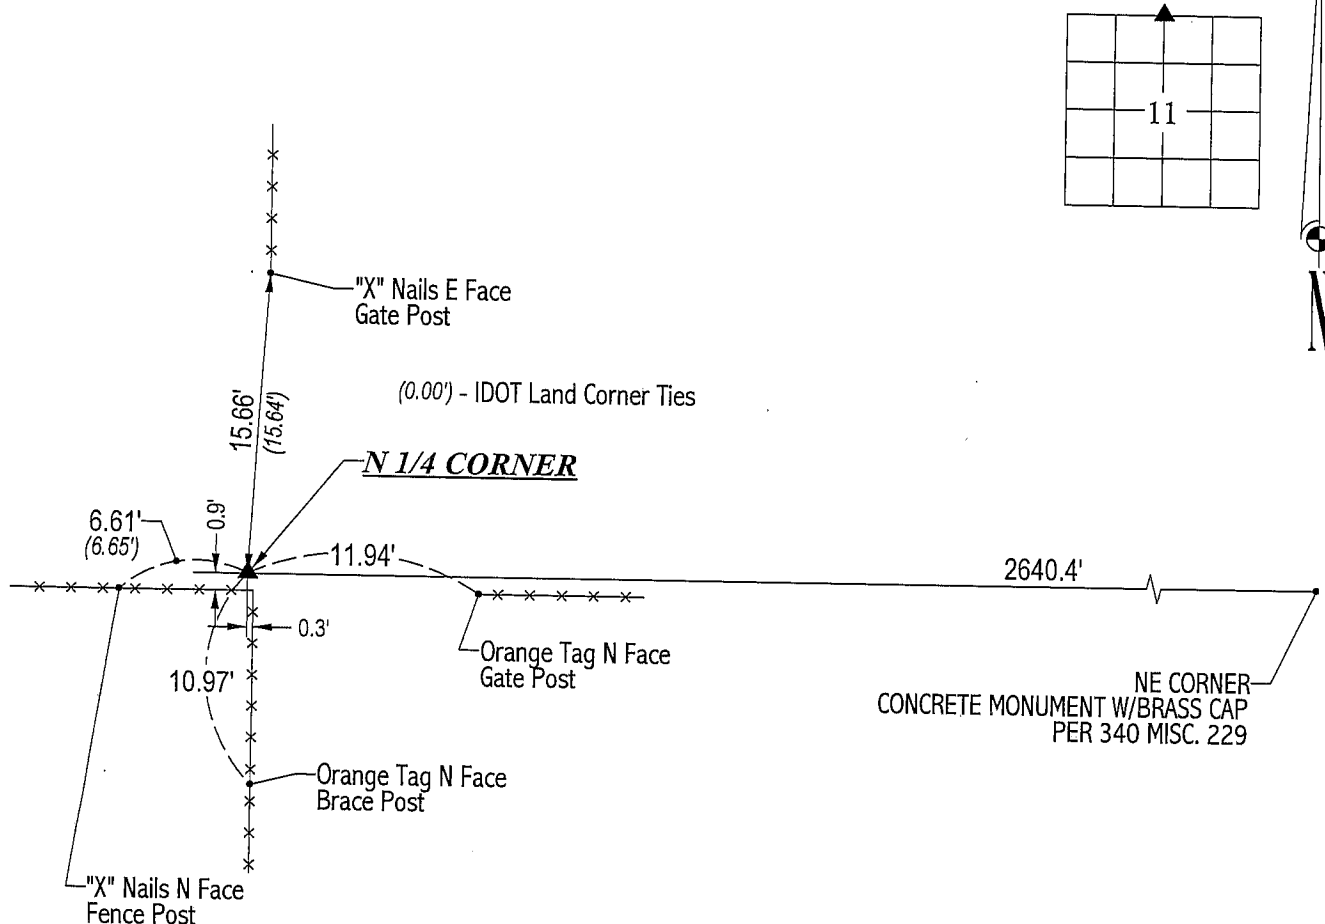 11
N
"X" Nails E Face
Gate Post
15.66'
(15.64')
(0.00') - IDOT Land Corner Ties
N 1/4 CORNER
6.61'
(6.65')
0.9'
11.94'
2640.4'
0.3'
10.97'
Orange Tag N Face
Gate Post
NE CORNER
CONCRETE MONUMENT W/BRASS CAP
PER 340 MISC. 229
Orange Tag N Face
Brace Post
"X" Nails N Face
Fence Post